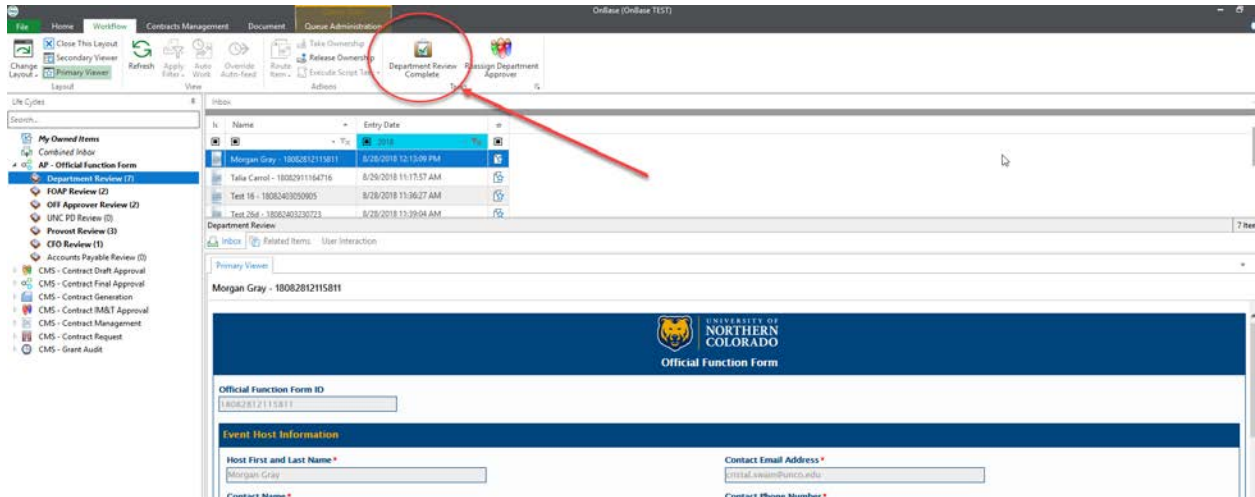 OnBase (OnBase TEST)
File Home Workflow Contracts Management Document Queue Administration
Close This Layout
Secondary Viewer
Primary Viewer
Change Layout
Refresh
Apply Filter
Auto Work
Override Auto-feed
Route Item
Take Ownership
Release Ownership
Execute Script Task
Department Review Complete
Reassign Department Approver
Layout View Actions
Life Cycles
Search...
My Owned Items
Combined Inbox
AP - Official Function Form
Department Review (7)
FOAP Review (2)
OFF Approver Review (2)
UNC PD Review (0)
Provost Review (3)
CFO Review (1)
Accounts Payable Review (0)
CMS - Contract Draft Approval
CMS - Contract Final Approval
CMS - Contract Generation
CMS - Contract IM&T Approval
CMS - Contract Management
CMS - Contract Request
CMS - Grant Audit
Inbox
Name Entry Date
2018
Morgan Gray - 18082812115811 8/28/2018 12:13:09 PM
Talia Carrol - 18082911164716 8/29/2018 11:17:57 AM
Test 16 - 18082403050905 8/28/2018 11:36:27 AM
Test 26d - 18082403230723 8/28/2018 11:39:04 AM
Department Review
Inbox Related Items User Interaction
Primary Viewer
Morgan Gray - 18082812115811
UNIVERSITY OF
NORTHERN
COLORADO
Official Function Form
Official Function Form ID
18082812115811
Event Host Information
Host First and Last Name * Contact Email Address *
Morgan Gray
Contact Name * Contact Phone Number *